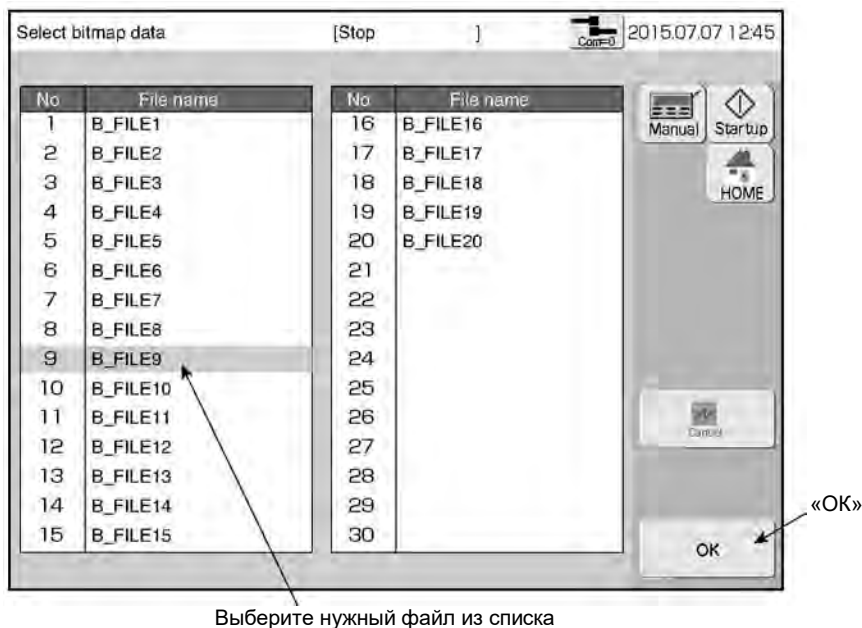 Select bitmap data [Stop ] Com=0 2015.07.07 12:45
No File name No File name
1 B_FILE1 16 B_FILE16
2 B_FILE2 17 B_FILE17
3 B_FILE3 18 B_FILE18
4 B_FILE4 19 B_FILE19
5 B_FILE5 20 B_FILE20
6 B_FILE6 21
7 B_FILE7 22
8 B_FILE8 23
9 B_FILE9 24
10 B_FILE10 25
11 B_FILE11 26
12 B_FILE12 27
13 B_FILE13 28
14 B_FILE14 29
15 B_FILE15 30
Manual Startup
HOME
Cancel
OK
«ОК»
Выберите нужный файл из списка